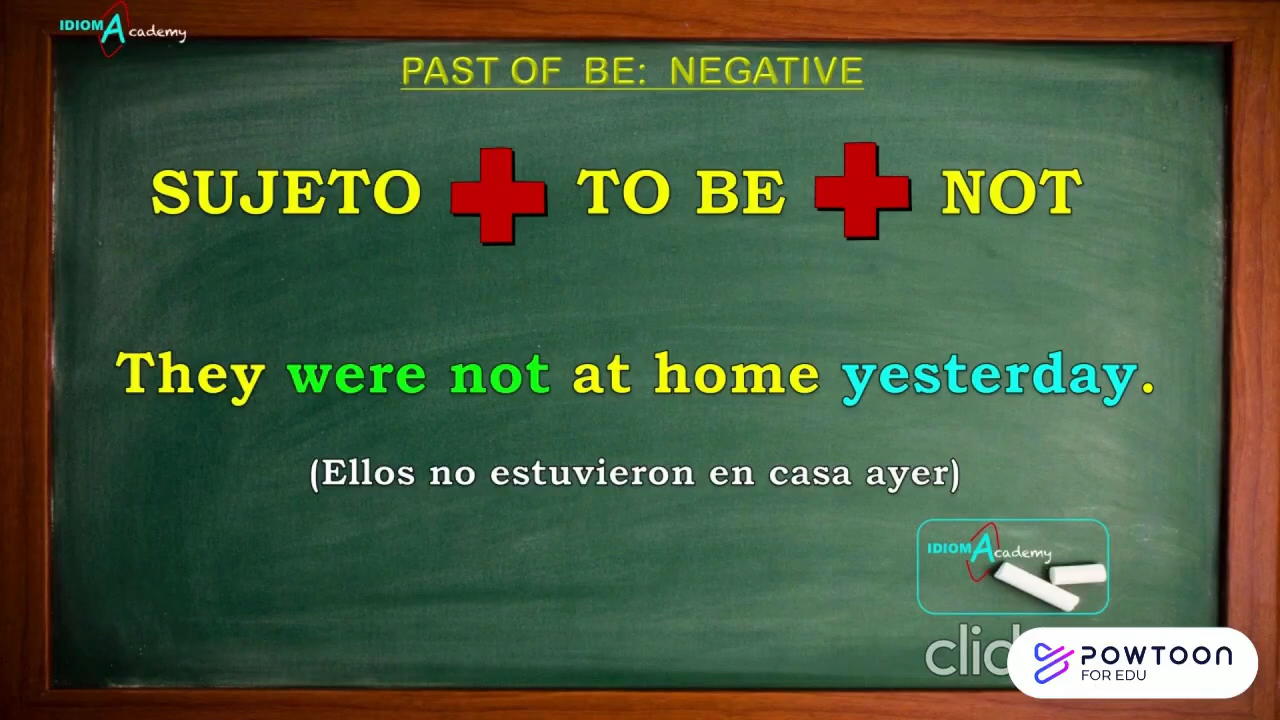 IDIOMAcademy
PAST OF BE: NEGATIVE
SUJETO + TO BE + NOT
They were not at home yesterday.
(Ellos no estuvieron en casa ayer)
IDIOMAcademy
POWTOON
FOR EDU